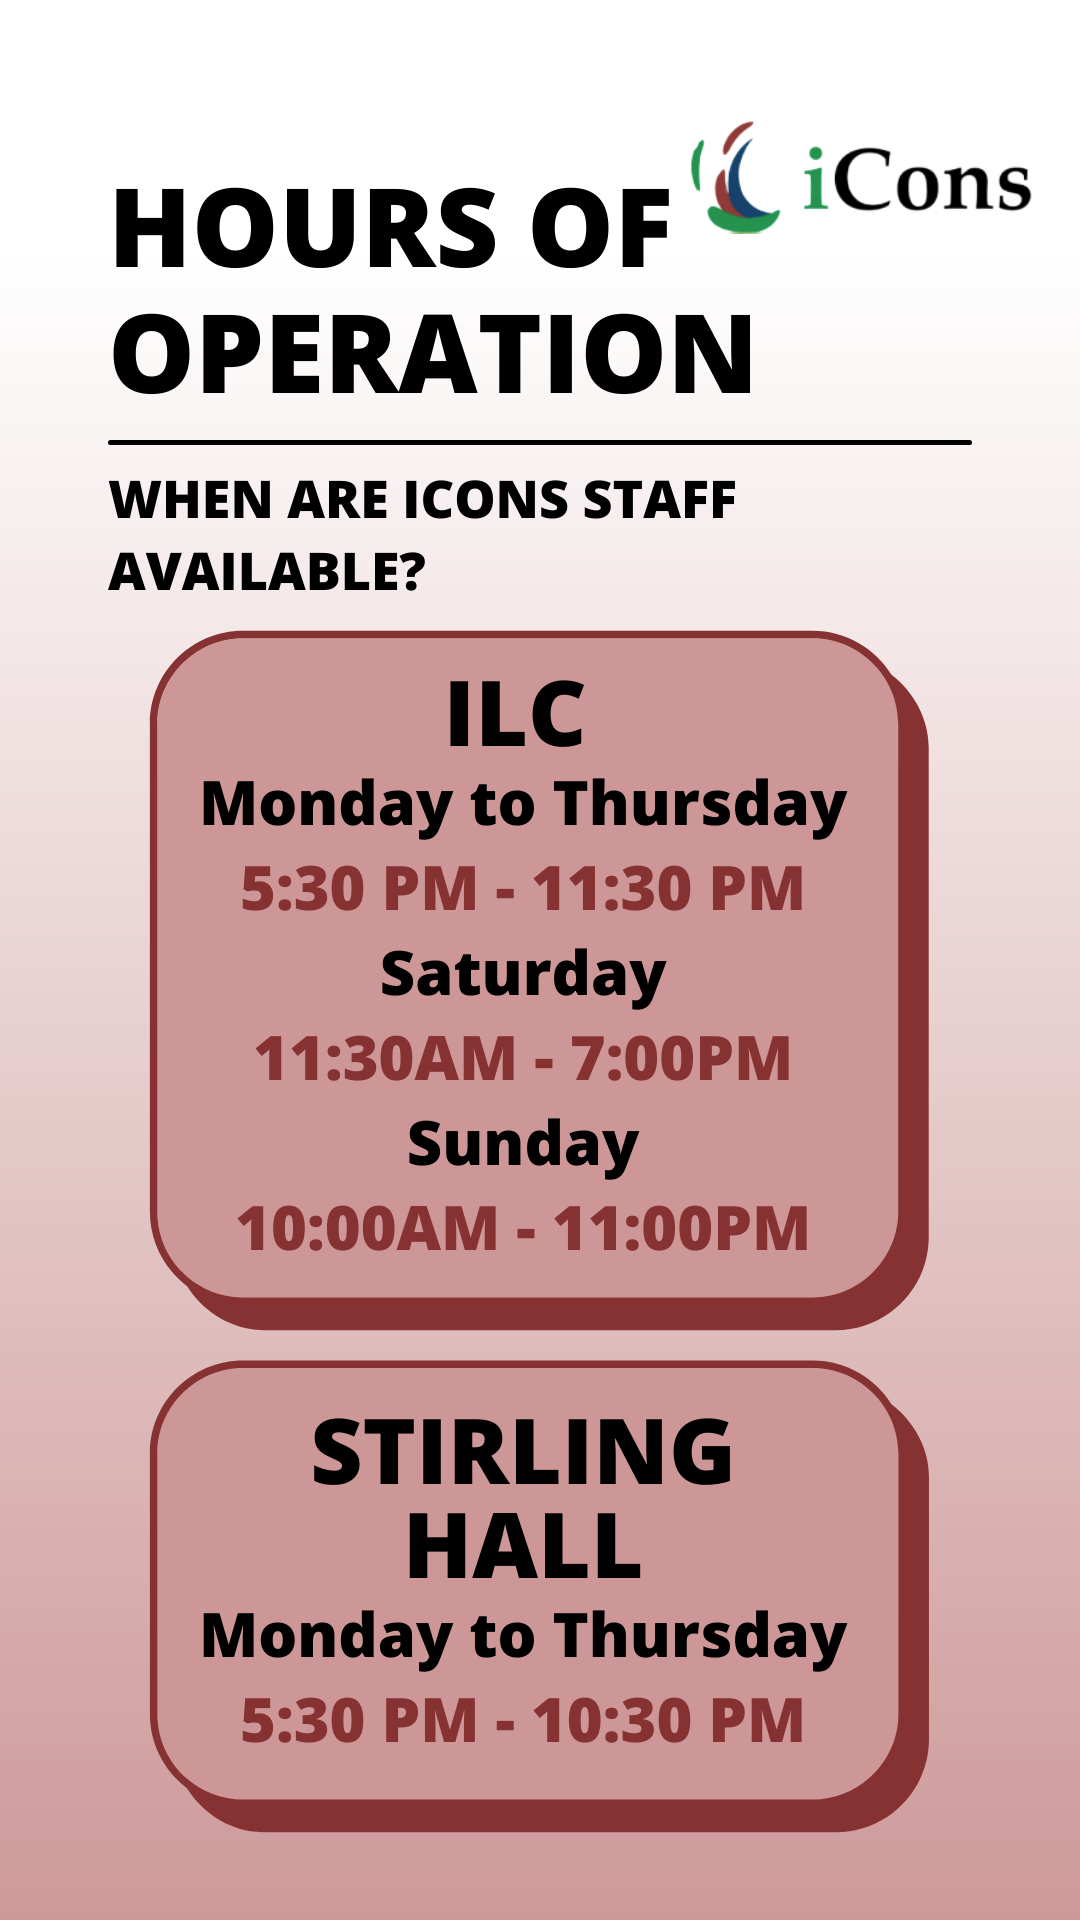 iCons
HOURS OF
OPERATION
WHEN ARE ICONS STAFF
AVAILABLE?
ILC
Monday to Thursday
5:30 PM - 11:30 PM
Saturday
11:30AM - 7:00PM
Sunday
10:00AM - 11:00PM
STIRLING
HALL
Monday to Thursday
5:30 PM - 10:30 PM